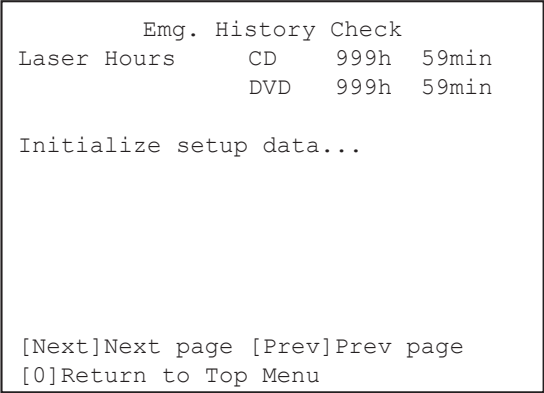 Emg. History Check
Laser Hours CD 999h 59min
DVD 999h 59min
Initialize setup data...
[Next]Next page [Prev]Prev page
[0]Return to Top Menu